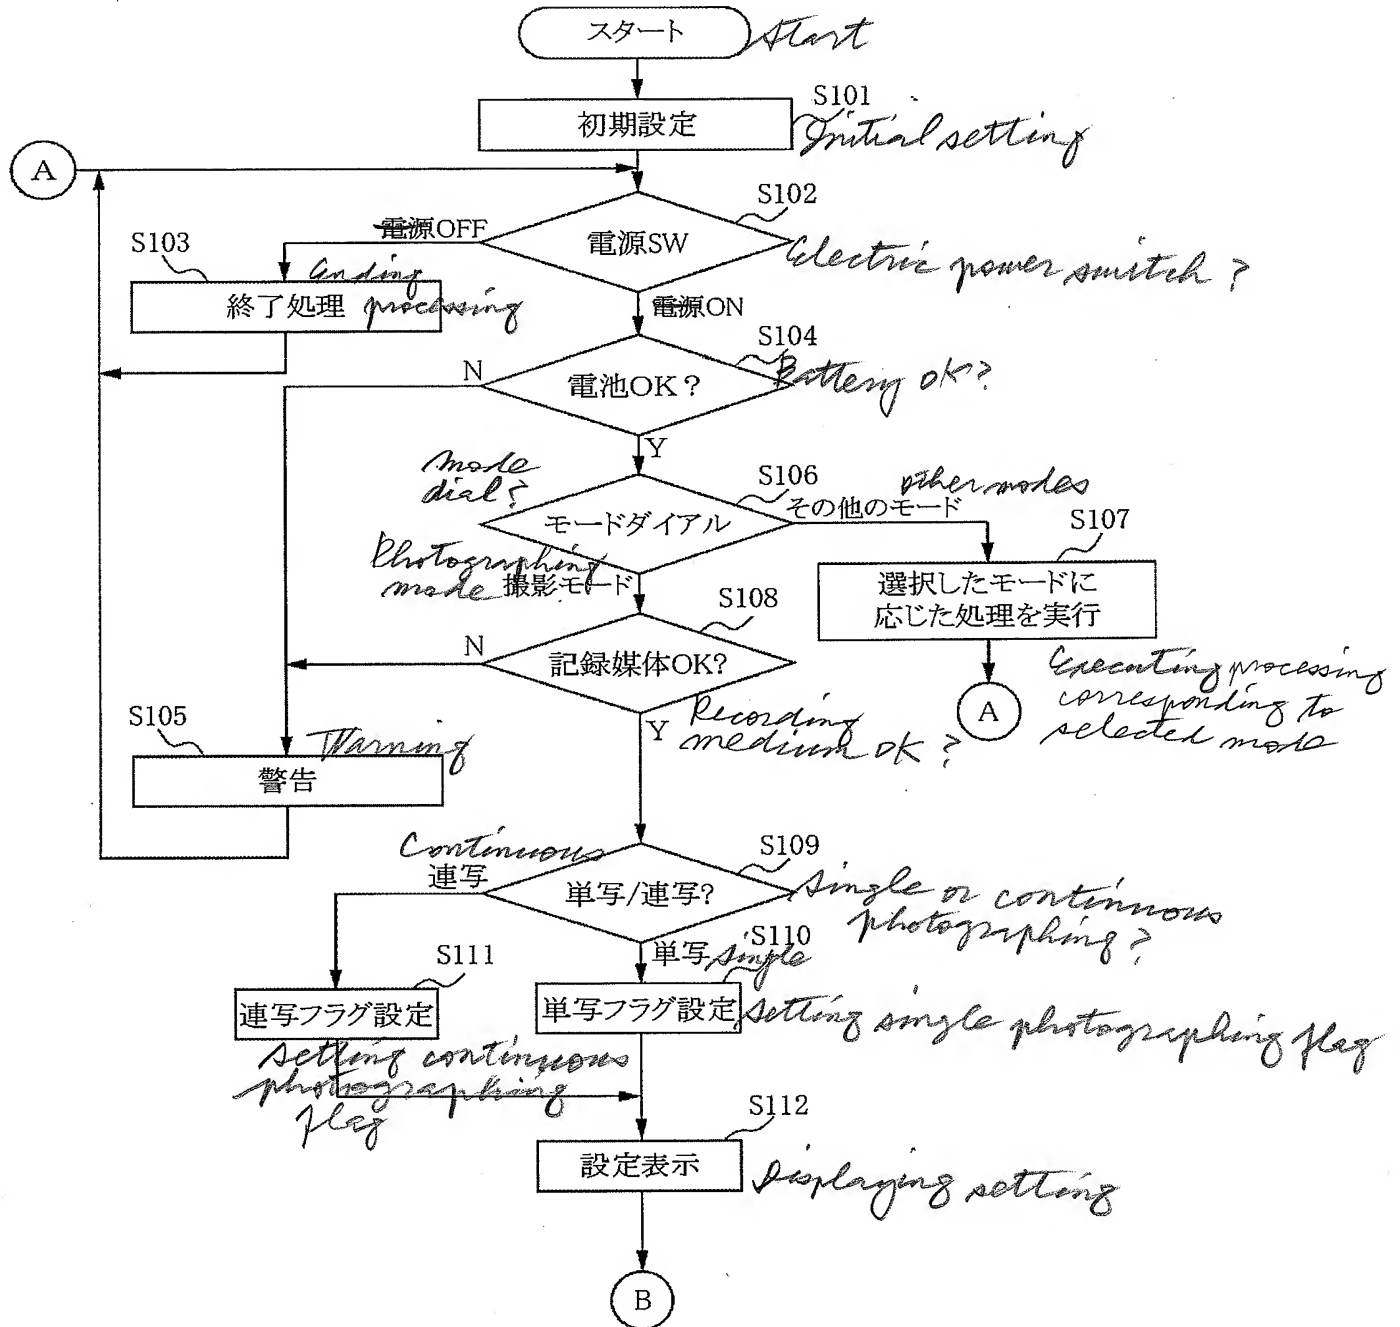 スタート Start
S101
初期設定 Initial setting
A
S102
電源SW Electric power switch ?
電源OFF
S103
Ending
終了処理 processing
電源ON
S104
電池OK? Battery OK?
N
Y
mode
dial?
S106
モードダイアル
other modes
その他のモード
S107
選択したモードに
応じた処理を実行
Executing processing
corresponding to
selected mode
A
Photographing
mode 撮影モード
S108
記録媒体OK?
N
Y
Recording
medium OK ?
S105
Warning
警告
S109
単写/連写? Single or continuous
photographing ?
Continuous
連写
単写 single
S110
単写フラグ設定 Setting single photographing flag
S111
連写フラグ設定
Setting continuous
photographing
flag
S112
設定表示 Displaying setting
B